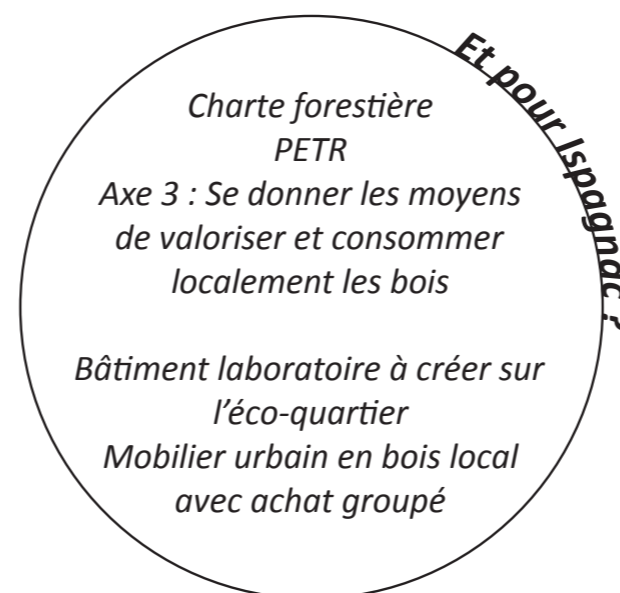 Et pour Ispagnac ?
Charte forestière
PETR
Axe 3 : Se donner les moyens
de valoriser et consommer
localement les bois
Bâtiment laboratoire à créer sur
l’éco-quartier
Mobilier urbain en bois local
avec achat groupé